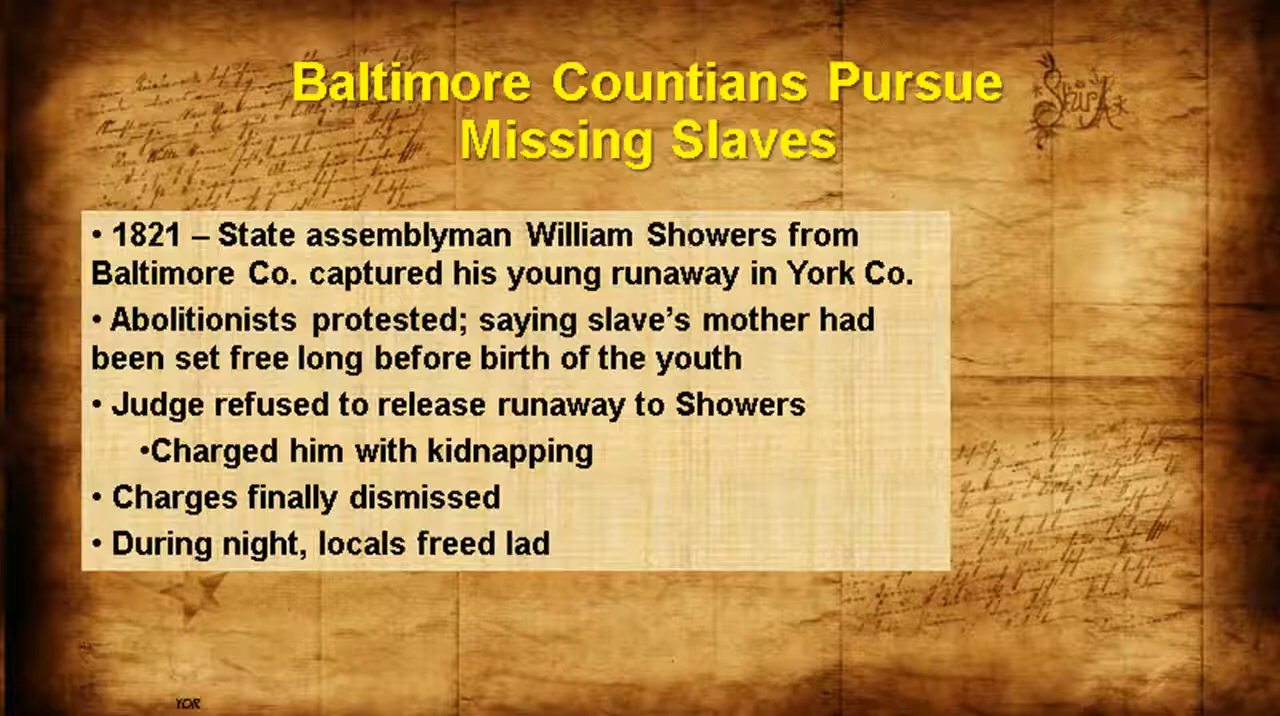 Baltimore Countians Pursue
Missing Slaves
• 1821 – State assemblyman William Showers from
Baltimore Co. captured his young runaway in York Co.
• Abolitionists protested; saying slave's mother had
been set free long before birth of the youth
• Judge refused to release runaway to Showers
•Charged him with kidnapping
• Charges finally dismissed
• During night, locals freed lad
YOR